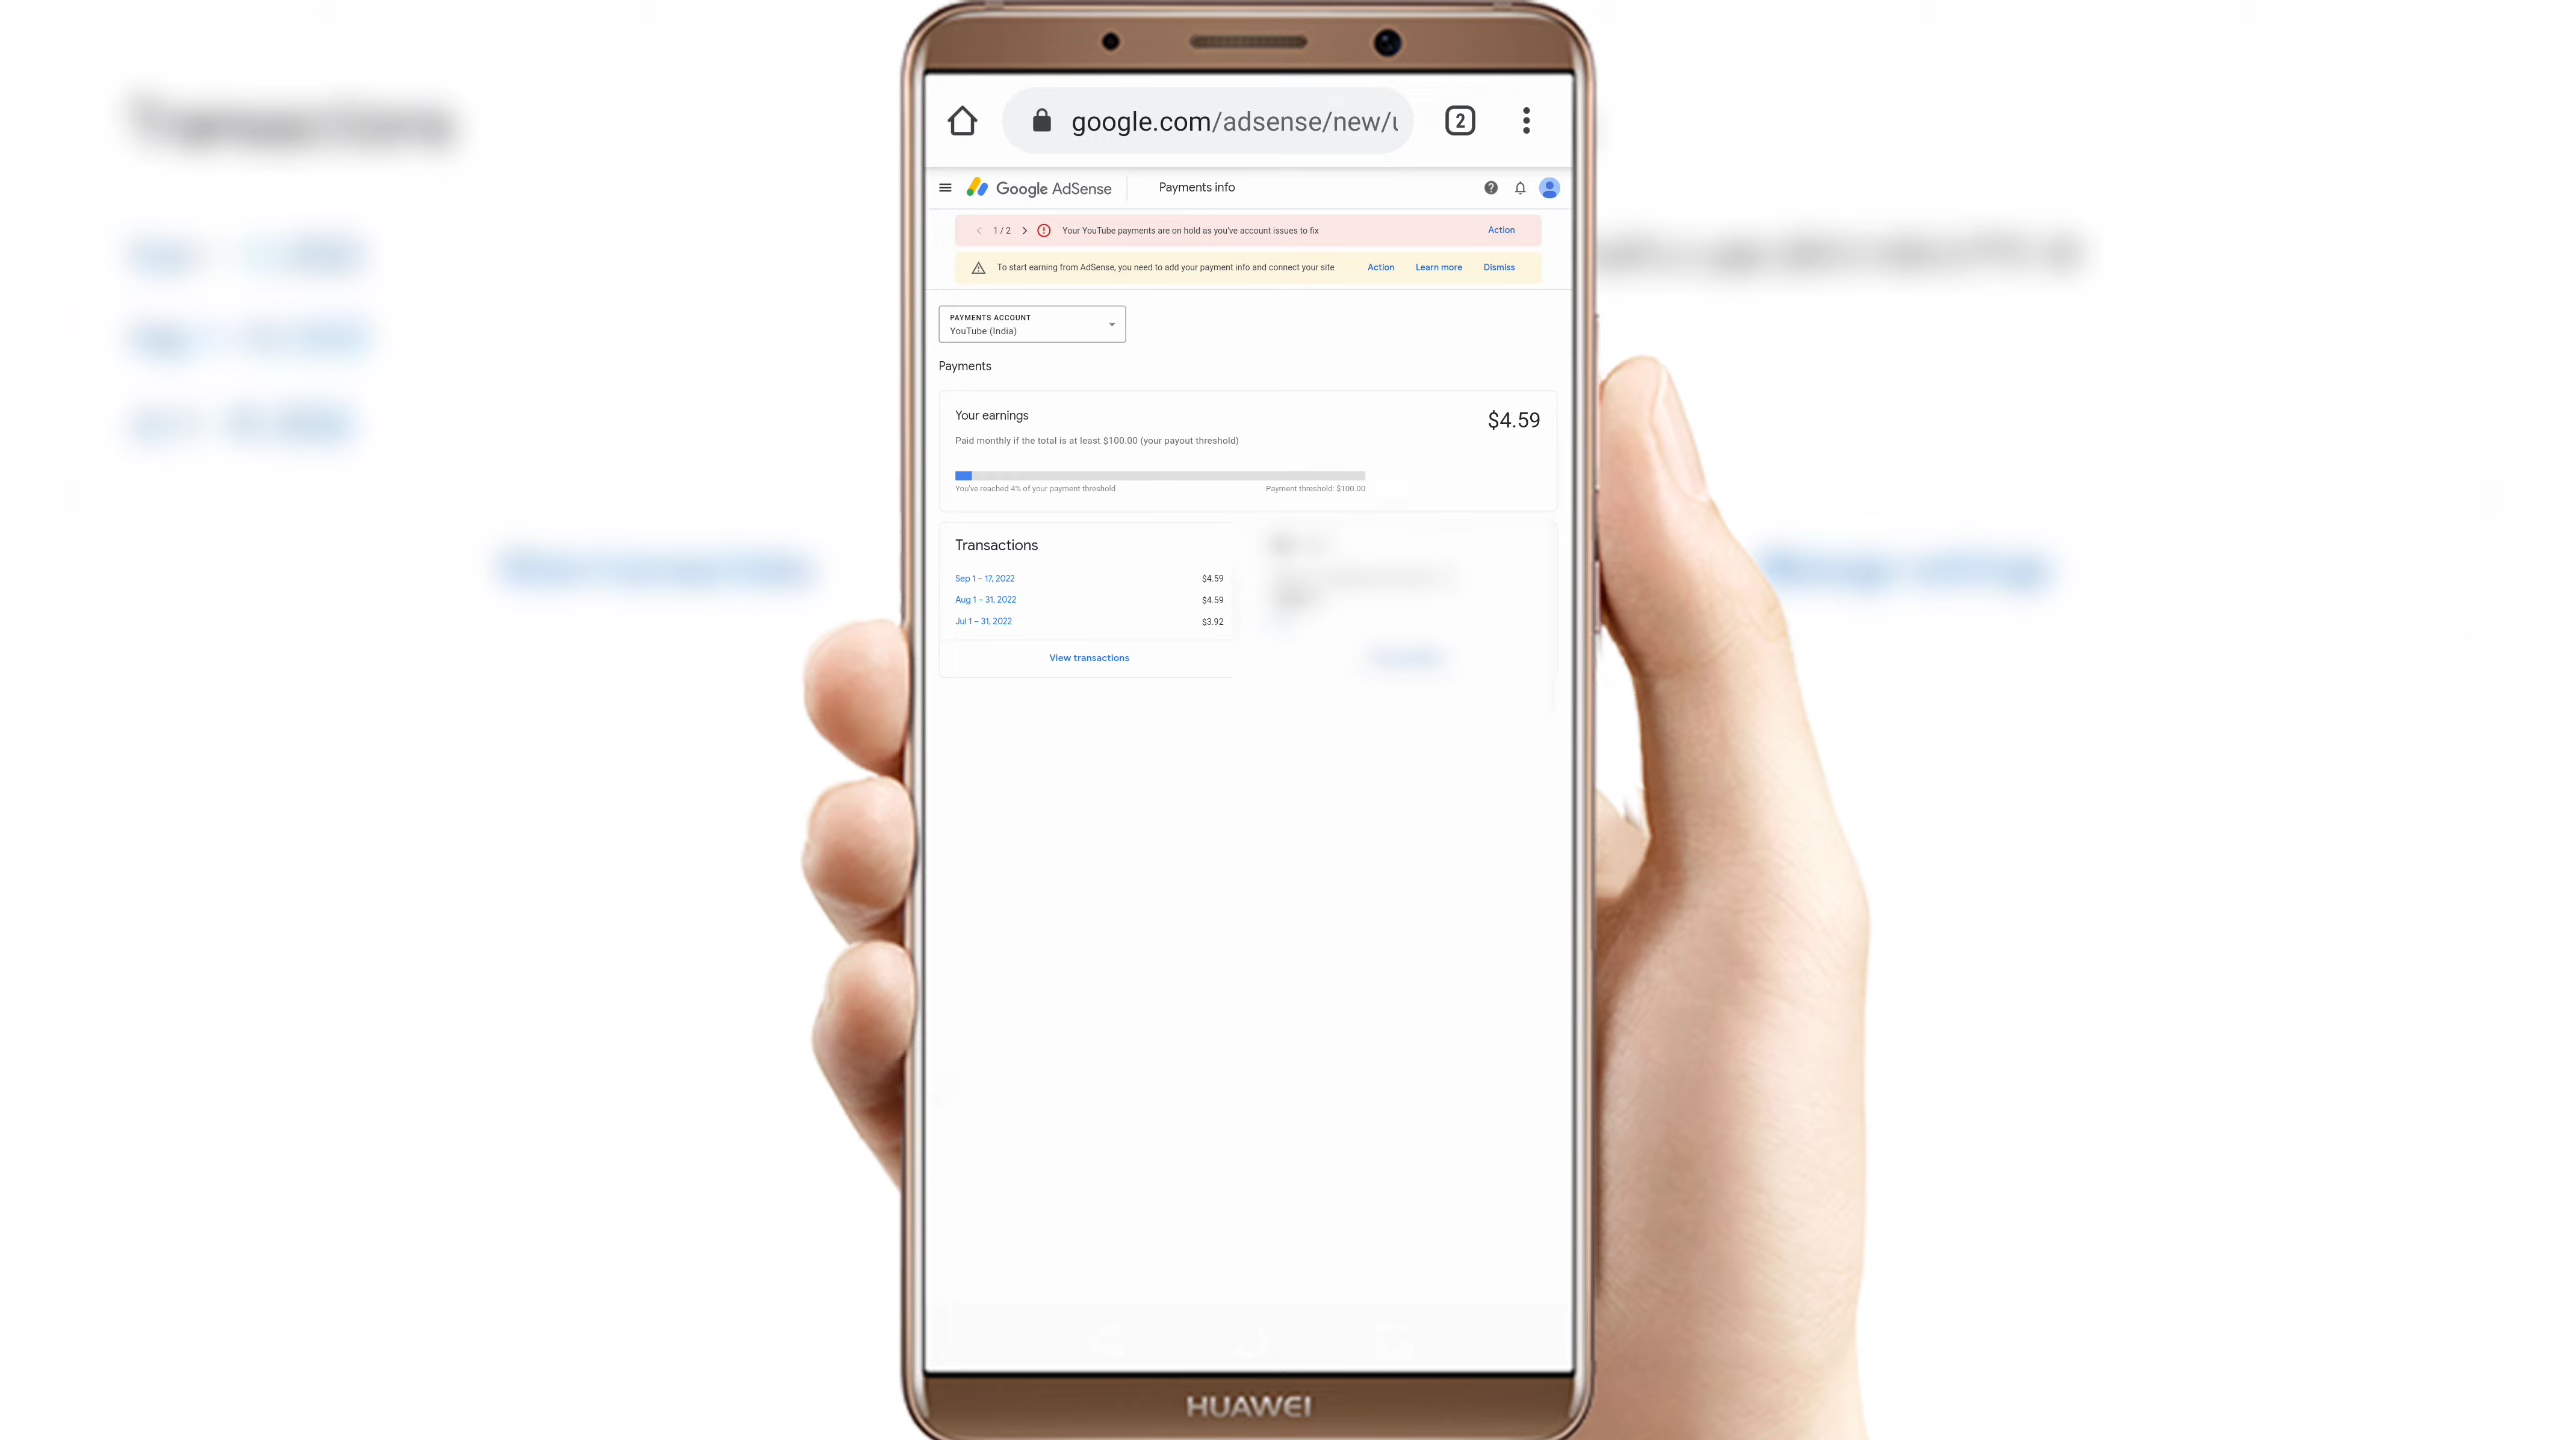 google.com/adsense/new/u
2
Google AdSense
Payments info
1 / 2
Your YouTube payments are on hold as you've account issues to fix
Action
To start earning from AdSense, you need to add your payment info and connect your site
Action
Learn more
Dismiss
PAYMENTS ACCOUNT
YouTube (India)
Payments
Your earnings
$4.59
Paid monthly if the total is at least $100.00 (your payout threshold)
You've reached 4% of your payment threshold
Payment threshold: $100.00
Transactions
Sep 1 – 17, 2022
$4.59
Aug 1 – 31, 2022
$4.59
Jul 1 – 31, 2022
$3.92
View transactions
HUAWEI